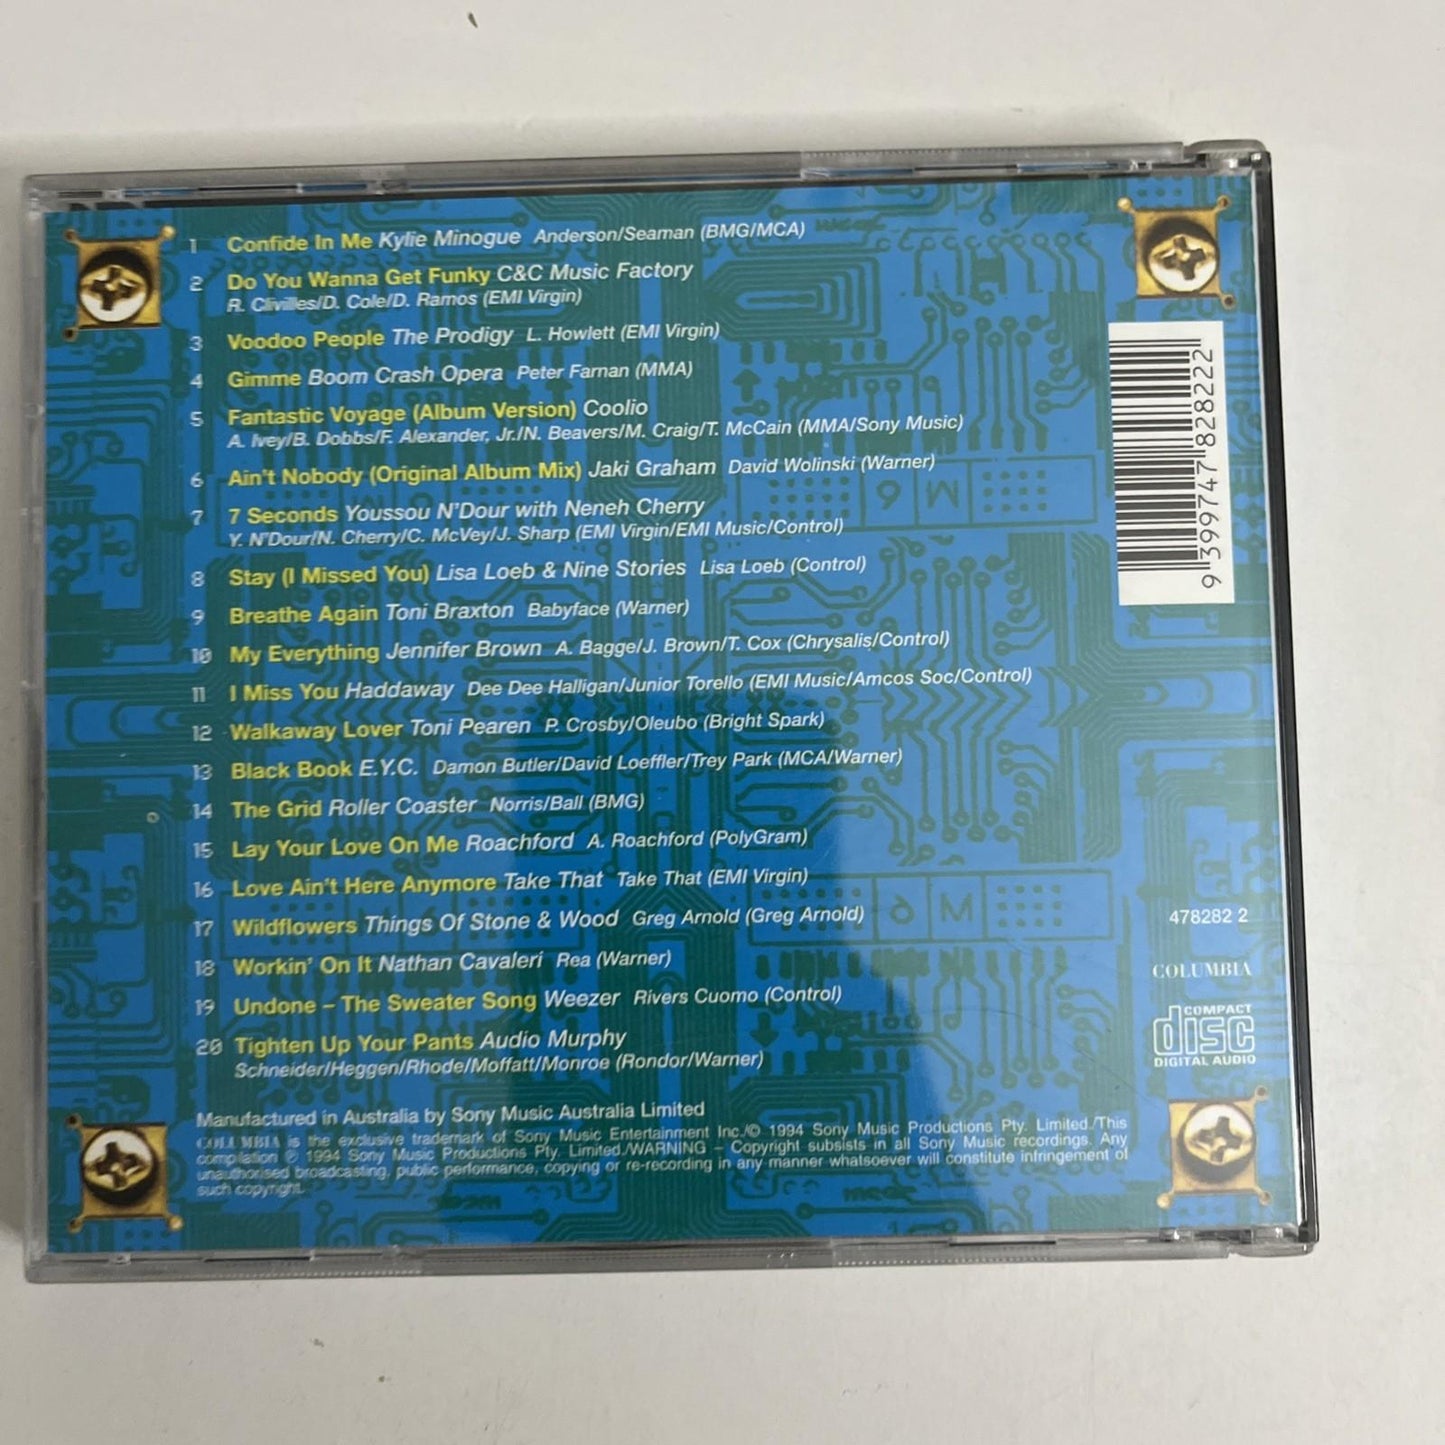 1 Confide In Me Kylie Minogue Anderson/Seaman (BMG/MCA)
2 Do You Wanna Get Funky C&C Music Factory
R. Clivilles/D. Cole/D. Ramos (EMI Virgin)
3 Voodoo People The Prodigy L. Howlett (EMI Virgin)
4 Gimme Boom Crash Opera Peter Farnan (MMA)
5 Fantastic Voyage (Album Version) Coolio
A. Ivey/B. Dobbs/F. Alexander, Jr./N. Beavers/M. Craig/T. McCain (MMA/Sony Music)
6 Ain't Nobody (Original Album Mix) Jaki Graham David Wolinski (Warner)
7 7 Seconds Youssou N'Dour with Neneh Cherry
Y. N'Dour/N. Cherry/C. McVey/J. Sharp (EMI Virgin/EMI Music/Control)
8 Stay (I Missed You) Lisa Loeb & Nine Stories Lisa Loeb (Control)
9 Breathe Again Toni Braxton Babyface (Warner)
10 My Everything Jennifer Brown A. Bagge/J. Brown/T. Cox (Chrysalis/Control)
11 I Miss You Haddaway Dee Dee Halligan/Junior Torello (EMI Music/Amcos Soc/Control)
12 Walkaway Lover Toni Pearen P. Crosby/Oleubo (Bright Spark)
13 Black Book E.Y.C. Damon Butler/David Loeffler/Trey Park (MCA/Warner)
14 The Grid Roller Coaster Norris/Ball (BMG)
15 Lay Your Love On Me Roachford A. Roachford (PolyGram)
16 Love Ain't Here Anymore Take That Take That (EMI Virgin)
17 Wildflowers Things Of Stone & Wood Greg Arnold (Greg Arnold)
18 Workin' On It Nathan Cavaleri Rea (Warner)
19 Undone – The Sweater Song Weezer Rivers Cuomo (Control)
20 Tighten Up Your Pants Audio Murphy
Schneider/Heggen/Rhode/Moffatt/Monroe (Rondor/Warner)
Manufactured in Australia by Sony Music Australia Limited
COLUMBIA is the exclusive trademark of Sony Music Entertainment Inc./© 1994 Sony Music Productions Pty. Limited./This
compilation ℗ 1994 Sony Music Productions Pty. Limited./WARNING – Copyright subsists in all Sony Music recordings. Any
unauthorised broadcasting, public performance, copying or re-recording in any manner whatsoever will constitute infringement of
such copyright.
9 399747 828222
478282 2
COLUMBIA
COMPACT
disc
DIGITAL AUDIO